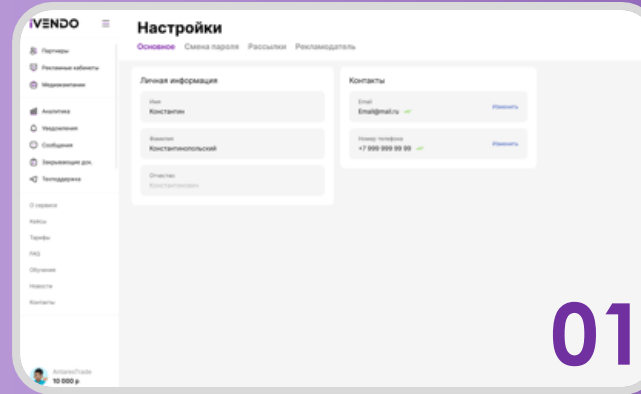 iVENDO
Партнеры
Рекламные кабинеты
Медиакампании
Аналитика
Уведомления
Сообщения
Закрывающие док.
Техподдержка
О сервисе
Кейсы
Тарифы
FAQ
Обучение
Новости
Контакты
AntaresTrade
10 000 р
Настройки
Основное Смена пароля Рассылки Рекламодатель
Личная информация
Имя
Константин
Фамилия
Константинопольский
Отчество
Константинович
Контакты
Email
Email@mail.ru
Изменить
Номер телефона
+7 999 999 99 99
Изменить
01